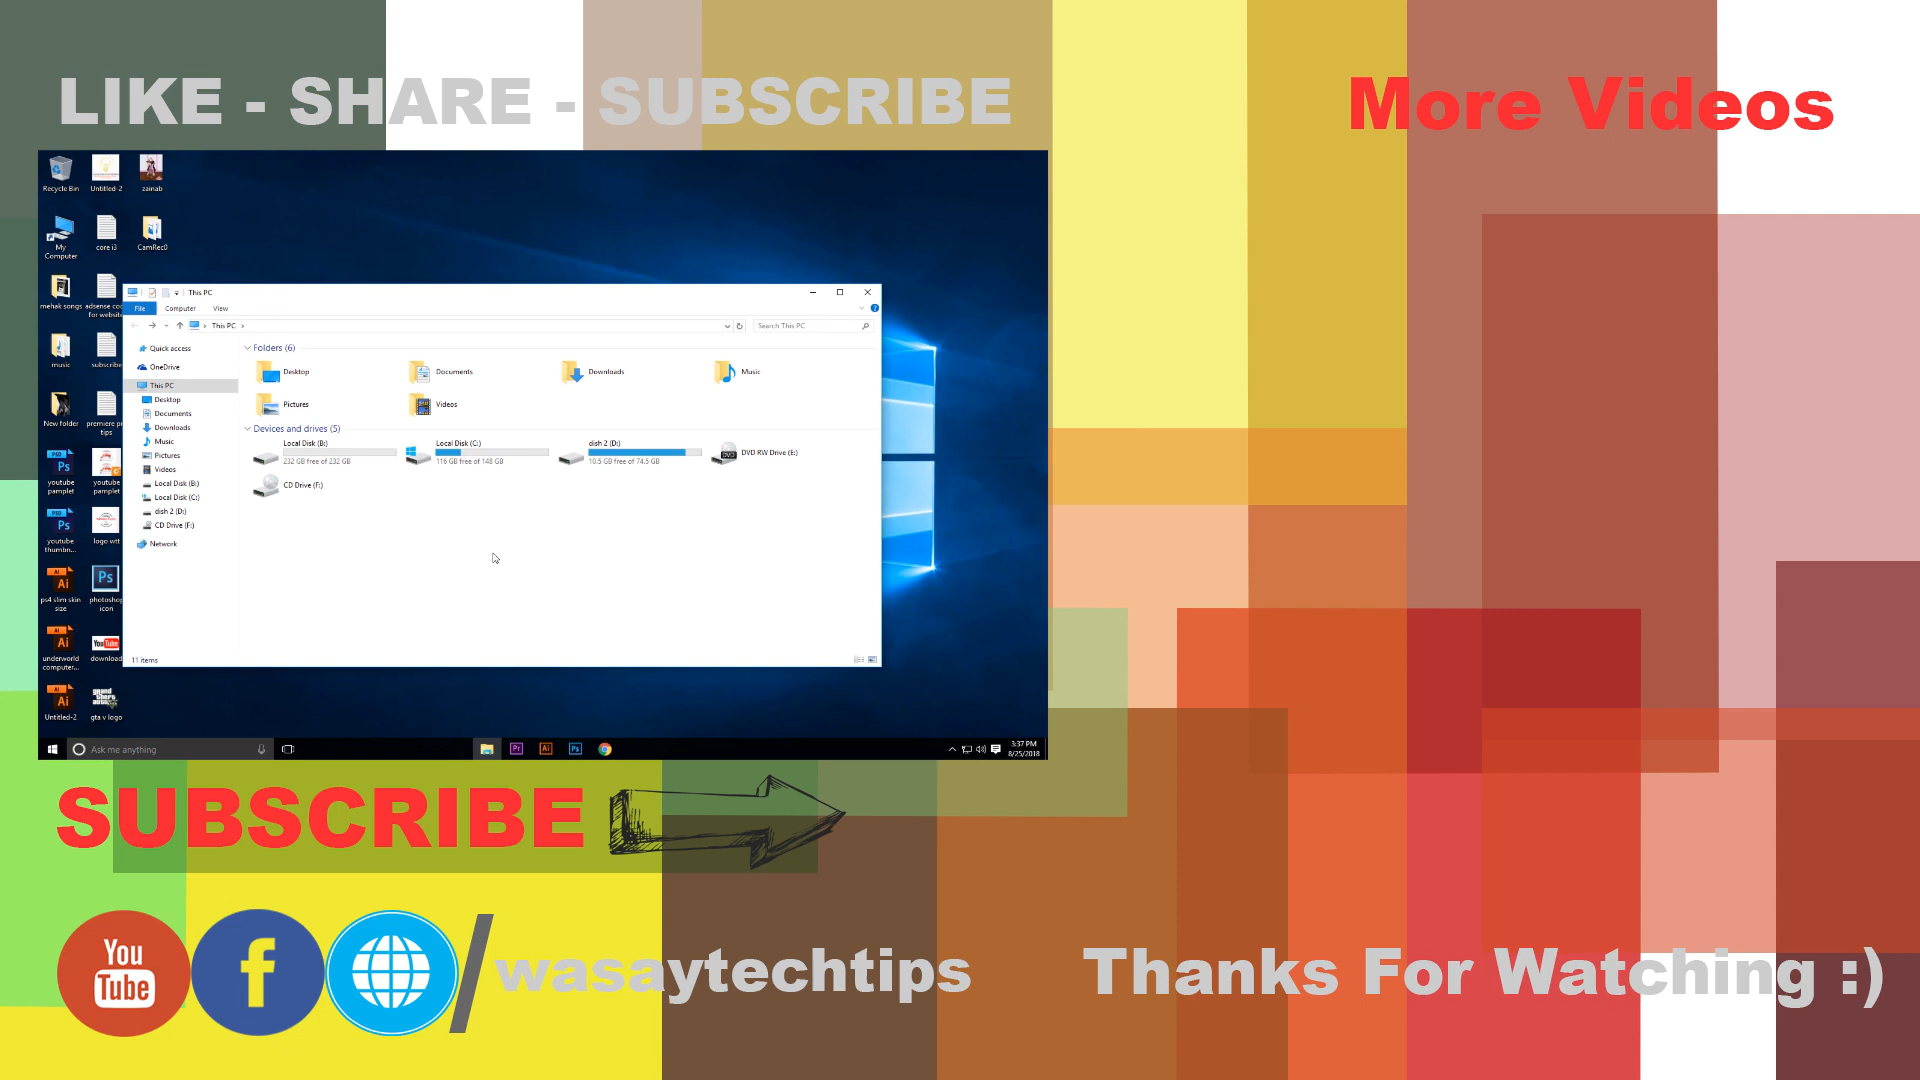 LIKE - SHARE - SUBSCRIBE
More Videos
Recycle Bin
Untitled-2
zainab
My Computer
core i3
CamRec0
mehak songs
adsense co
for website
music
subscribe
New folder
premiere p
tips
youtube pamplet
youtube pamplet
youtube thumbn...
logo wtt
ps4 slim skin size
photoshop icon
underworld computer...
download
Untitled-2
gta v logo
This PC
File
Computer
View
This PC
Search This PC
Quick access
OneDrive
This PC
Desktop
Documents
Downloads
Music
Pictures
Videos
Local Disk (B:)
Local Disk (C:)
dish 2 (D:)
CD Drive (F:)
Network
Folders (6)
Desktop
Documents
Downloads
Music
Pictures
Videos
Devices and drives (5)
Local Disk (B:)
232 GB free of 232 GB
Local Disk (C:)
116 GB free of 148 GB
dish 2 (D:)
10.5 GB free of 74.5 GB
DVD RW Drive (E:)
CD Drive (F:)
11 items
Ask me anything
3:37 PM
8/25/2018
SUBSCRIBE
You Tube
f
/wasaytechtips
Thanks For Watching :)